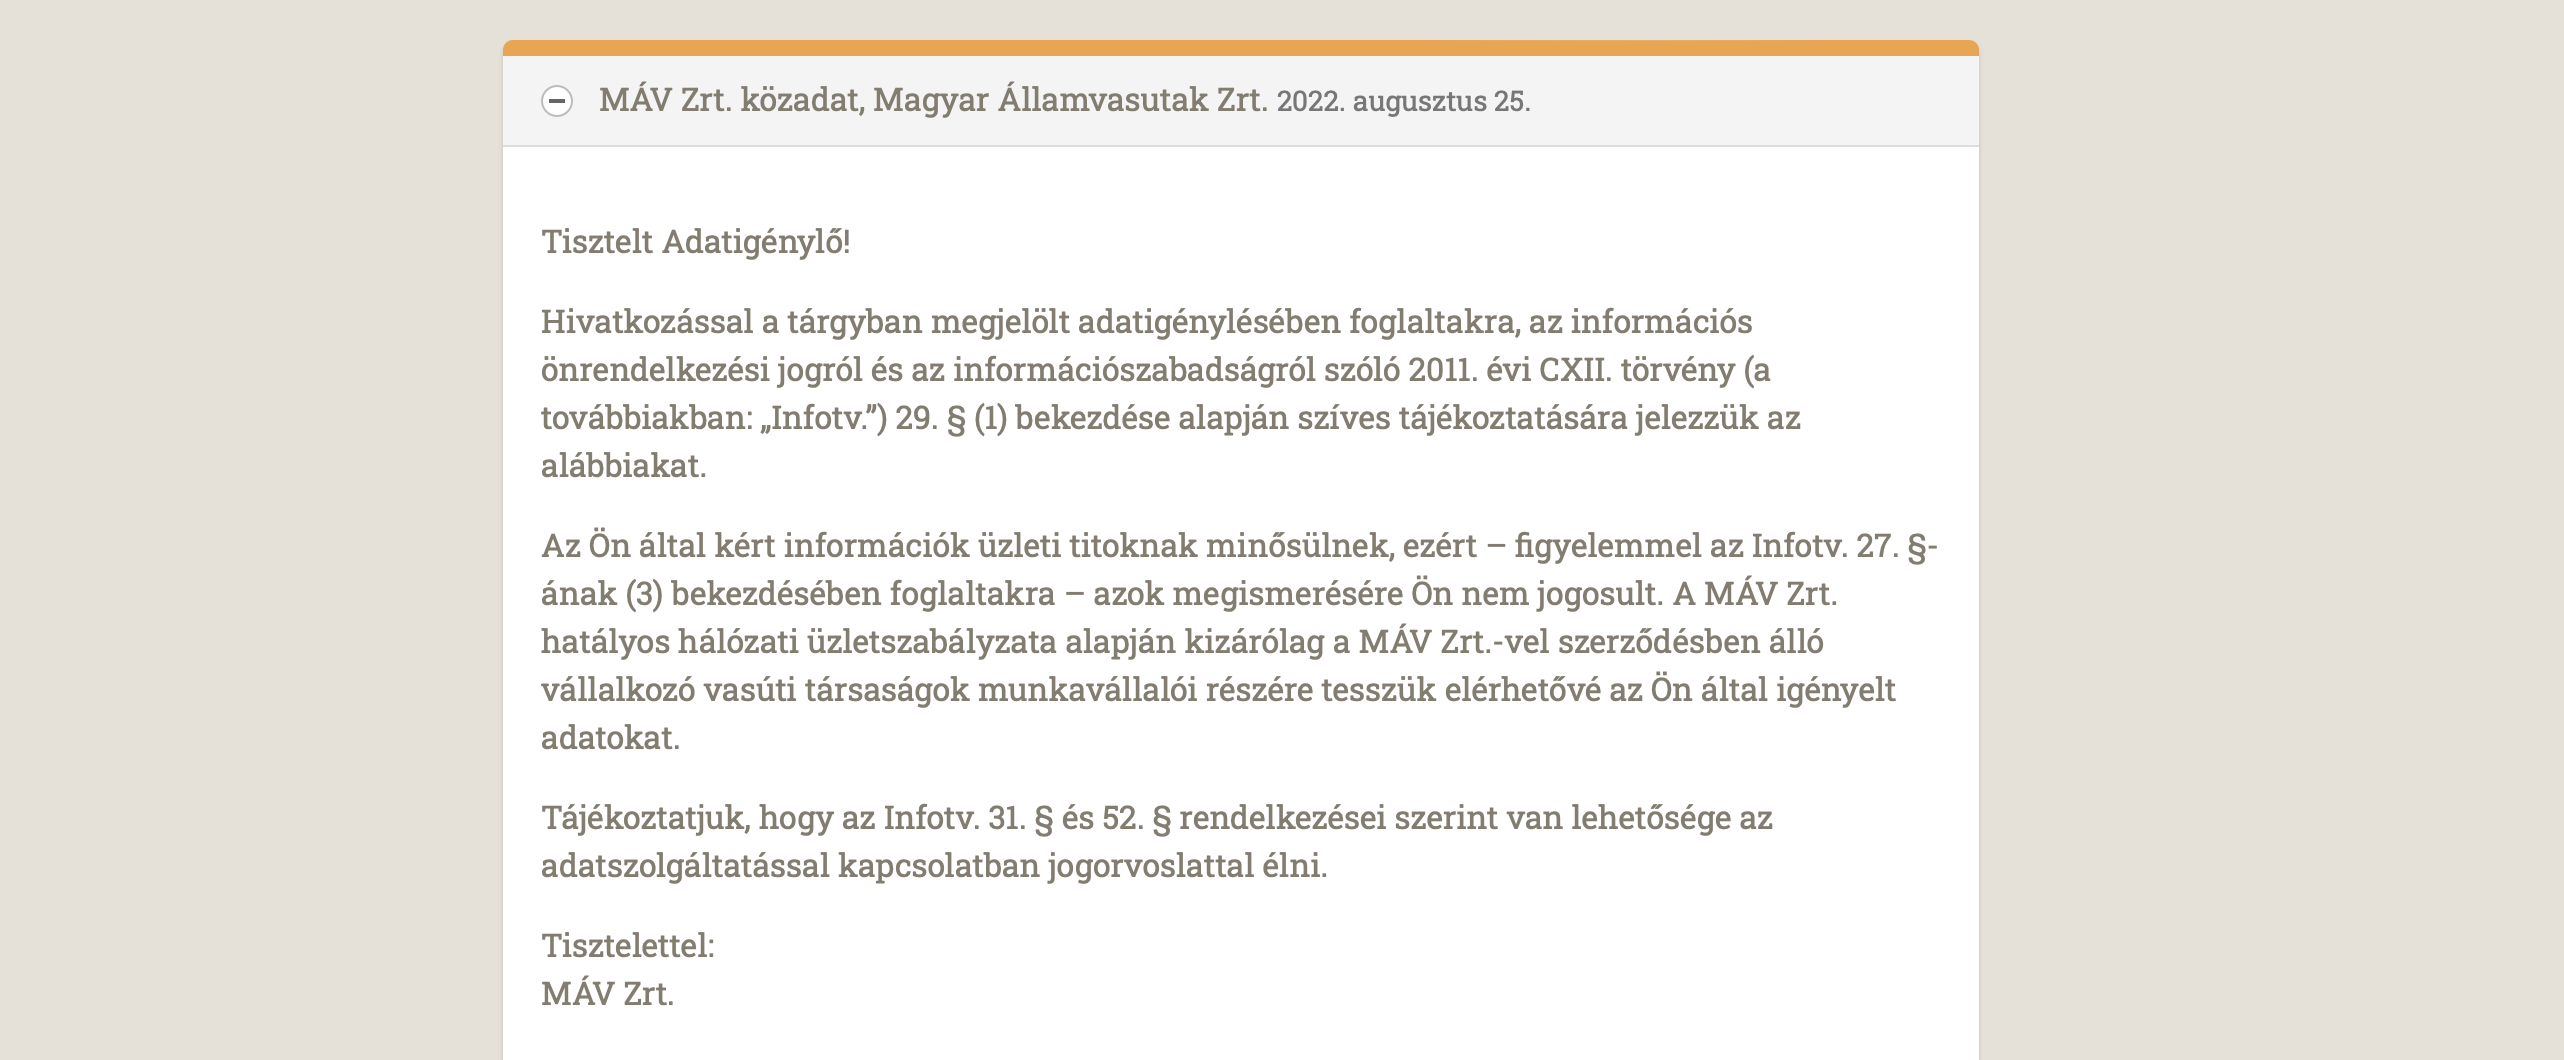 MÁV Zrt. közadat, Magyar Államvasutak Zrt. 2022. augusztus 25.
Tisztelt Adatigénylő!
Hivatkozással a tárgyban megjelölt adatigénylésében foglaltakra, az információs
önrendelkezési jogról és az információszabadságról szóló 2011. évi CXII. törvény (a
továbbiakban: „Infotv.”) 29. § (1) bekezdése alapján szíves tájékoztatására jelezzük az
alábbiakat.
Az Ön által kért információk üzleti titoknak minősülnek, ezért – figyelemmel az Infotv. 27. §-
ának (3) bekezdésében foglaltakra – azok megismerésére Ön nem jogosult. A MÁV Zrt.
hatályos hálózati üzletszabályzata alapján kizárólag a MÁV Zrt.-vel szerződésben álló
vállalkozó vasúti társaságok munkavállalói részére tesszük elérhetővé az Ön által igényelt
adatokat.
Tájékoztatjuk, hogy az Infotv. 31. § és 52. § rendelkezései szerint van lehetősége az
adatszolgáltatással kapcsolatban jogorvoslattal élni.
Tisztelettel:
MÁV Zrt.